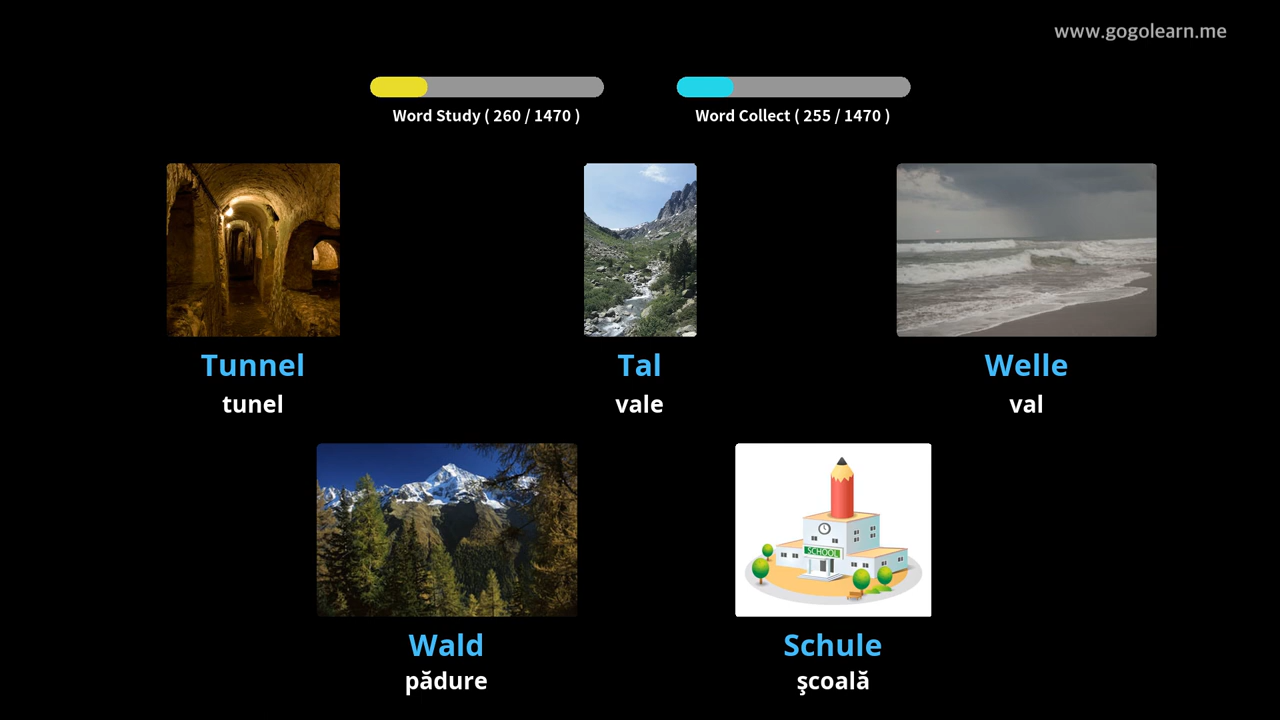 www.gogolearn.me
Word Study ( 260 / 1470 )
Word Collect ( 255 / 1470 )
Tunnel
tunel
Tal
vale
Welle
val
SCHOOL
Wald
pădure
Schule
şcoală